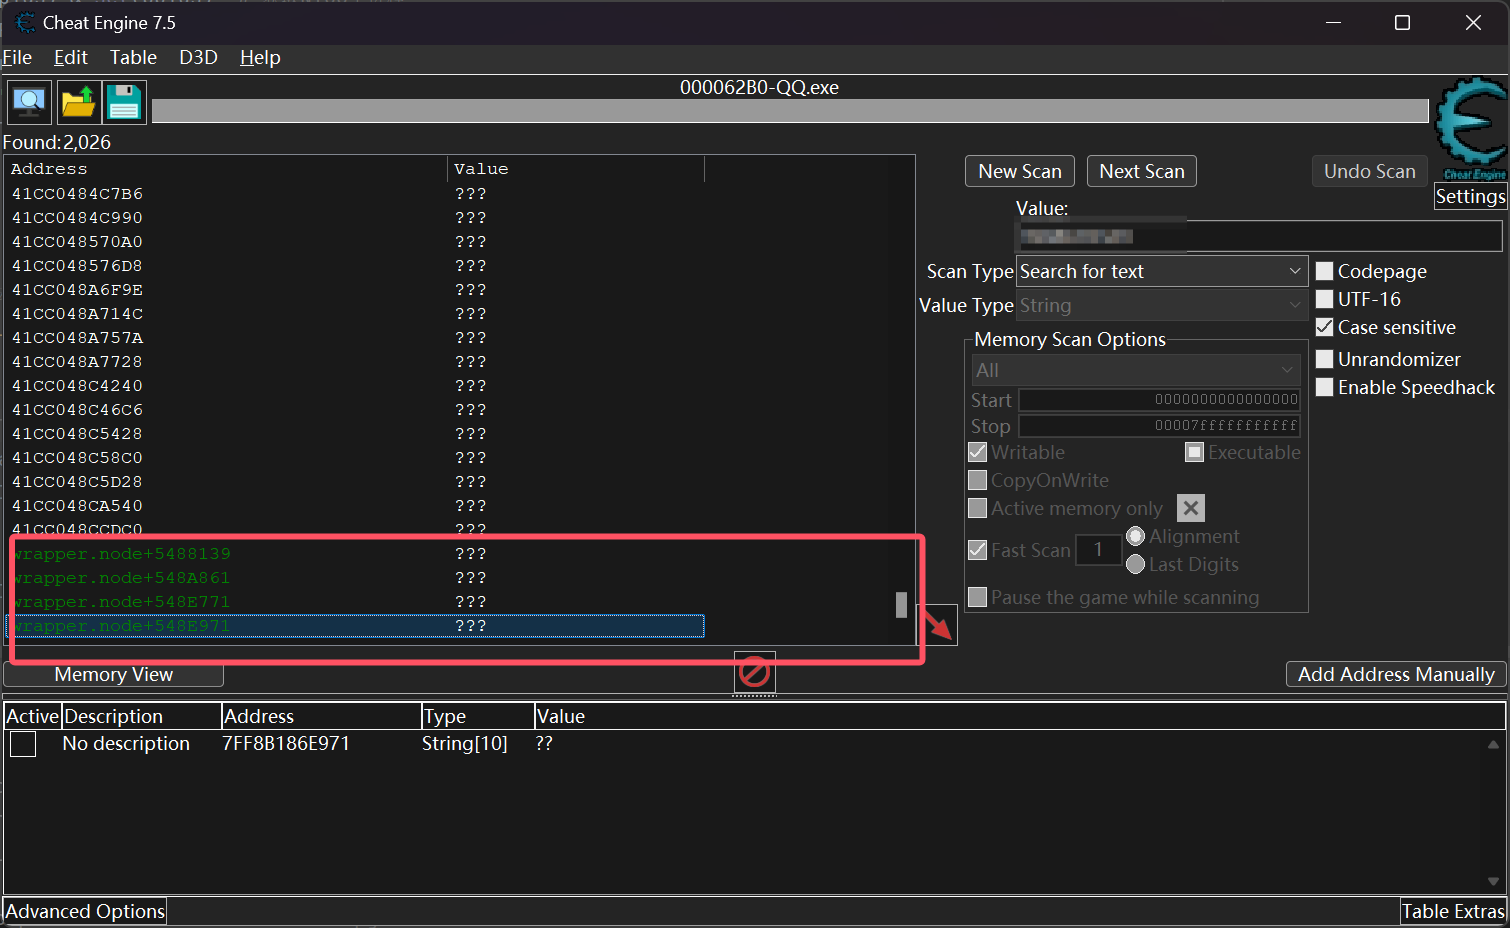 Cheat Engine 7.5
File Edit Table D3D Help
000062B0-QQ.exe
Cheat Engine
Found:2,026
Settings
Address Value
41CC0484C7B6 ???
41CC0484C990 ???
41CC048570A0 ???
41CC048576D8 ???
41CC048A6F9E ???
41CC048A714C ???
41CC048A757A ???
41CC048A7728 ???
41CC048C4240 ???
41CC048C46C6 ???
41CC048C5428 ???
41CC048C58C0 ???
41CC048C5D28 ???
41CC048CA540 ???
41CC048CCDC0 ???
wrapper.node+5488139 ???
wrapper.node+548A861 ???
wrapper.node+548E771 ???
wrapper.node+548E971 ???
New Scan Next Scan Undo Scan
Value:
Scan Type Search for text
Value Type String
Codepage
UTF-16
Case sensitive
Unrandomizer
Enable Speedhack
Memory Scan Options
All
Start 0000000000000000
Stop 00007fffffffffff
Writable Executable
CopyOnWrite
Active memory only
Fast Scan 1 Alignment
Last Digits
Pause the game while scanning
Memory View Add Address Manually
Active Description Address Type Value
No description 7FF8B186E971 String[10] ??
Advanced Options Table Extras